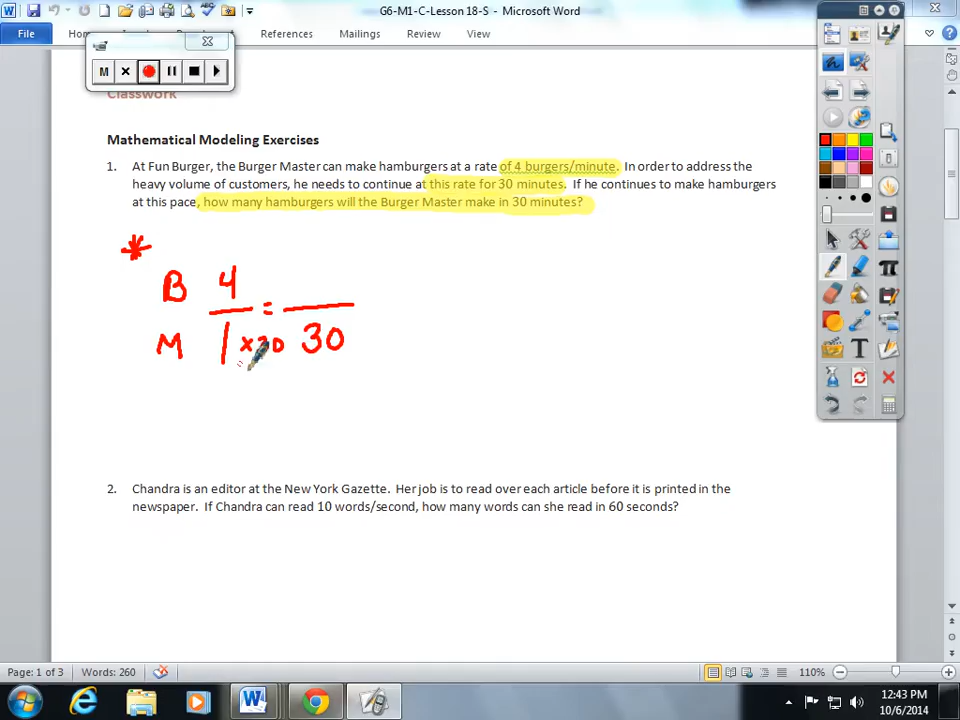 G6-M1-C-Lesson 18-S - Microsoft Word
File References Mailings Review View
M
Classwork
Mathematical Modeling Exercises
1. At Fun Burger, the Burger Master can make hamburgers at a rate of 4 burgers/minute. In order to address the
heavy volume of customers, he needs to continue at this rate for 30 minutes. If he continues to make hamburgers
at this pace, how many hamburgers will the Burger Master make in 30 minutes?
*
B 4
=
M 1 x30 30
2. Chandra is an editor at the New York Gazette. Her job is to read over each article before it is printed in the
newspaper. If Chandra can read 10 words/second, how many words can she read in 60 seconds?
Page: 1 of 3 Words: 260 110%
12:43 PM
10/6/2014